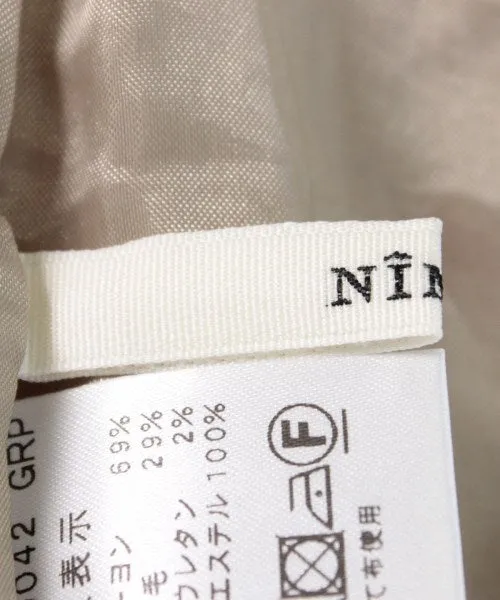 NÎM
042 GRP
表示
ヨン 69%
毛 29%
ウレタン 2%
エステル 100%
F
て布使用